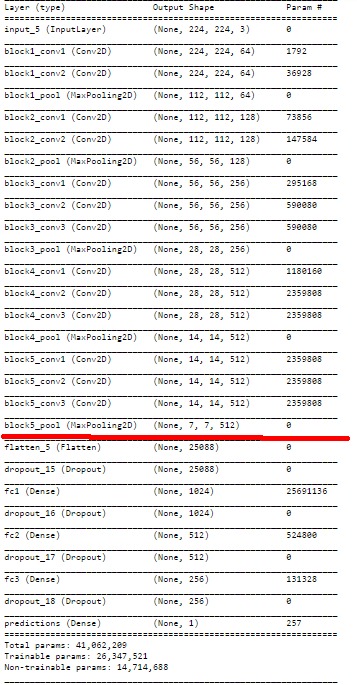 Layer (type) Output Shape Param #
input_5 (InputLayer) (None, 224, 224, 3) 0
block1_conv1 (Conv2D) (None, 224, 224, 64) 1792
block1_conv2 (Conv2D) (None, 224, 224, 64) 36928
block1_pool (MaxPooling2D) (None, 112, 112, 64) 0
block2_conv1 (Conv2D) (None, 112, 112, 128) 73856
block2_conv2 (Conv2D) (None, 112, 112, 128) 147584
block2_pool (MaxPooling2D) (None, 56, 56, 128) 0
block3_conv1 (Conv2D) (None, 56, 56, 256) 295168
block3_conv2 (Conv2D) (None, 56, 56, 256) 590080
block3_conv3 (Conv2D) (None, 56, 56, 256) 590080
block3_pool (MaxPooling2D) (None, 28, 28, 256) 0
block4_conv1 (Conv2D) (None, 28, 28, 512) 1180160
block4_conv2 (Conv2D) (None, 28, 28, 512) 2359808
block4_conv3 (Conv2D) (None, 28, 28, 512) 2359808
block4_pool (MaxPooling2D) (None, 14, 14, 512) 0
block5_conv1 (Conv2D) (None, 14, 14, 512) 2359808
block5_conv2 (Conv2D) (None, 14, 14, 512) 2359808
block5_conv3 (Conv2D) (None, 14, 14, 512) 2359808
block5_pool (MaxPooling2D) (None, 7, 7, 512) 0
flatten_5 (Flatten) (None, 25088) 0
dropout_15 (Dropout) (None, 25088) 0
fc1 (Dense) (None, 1024) 25691136
dropout_16 (Dropout) (None, 1024) 0
fc2 (Dense) (None, 512) 524800
dropout_17 (Dropout) (None, 512) 0
fc3 (Dense) (None, 256) 131328
dropout_18 (Dropout) (None, 256) 0
predictions (Dense) (None, 1) 257
Total params: 41,062,209
Trainable params: 26,347,521
Non-trainable params: 14,714,688